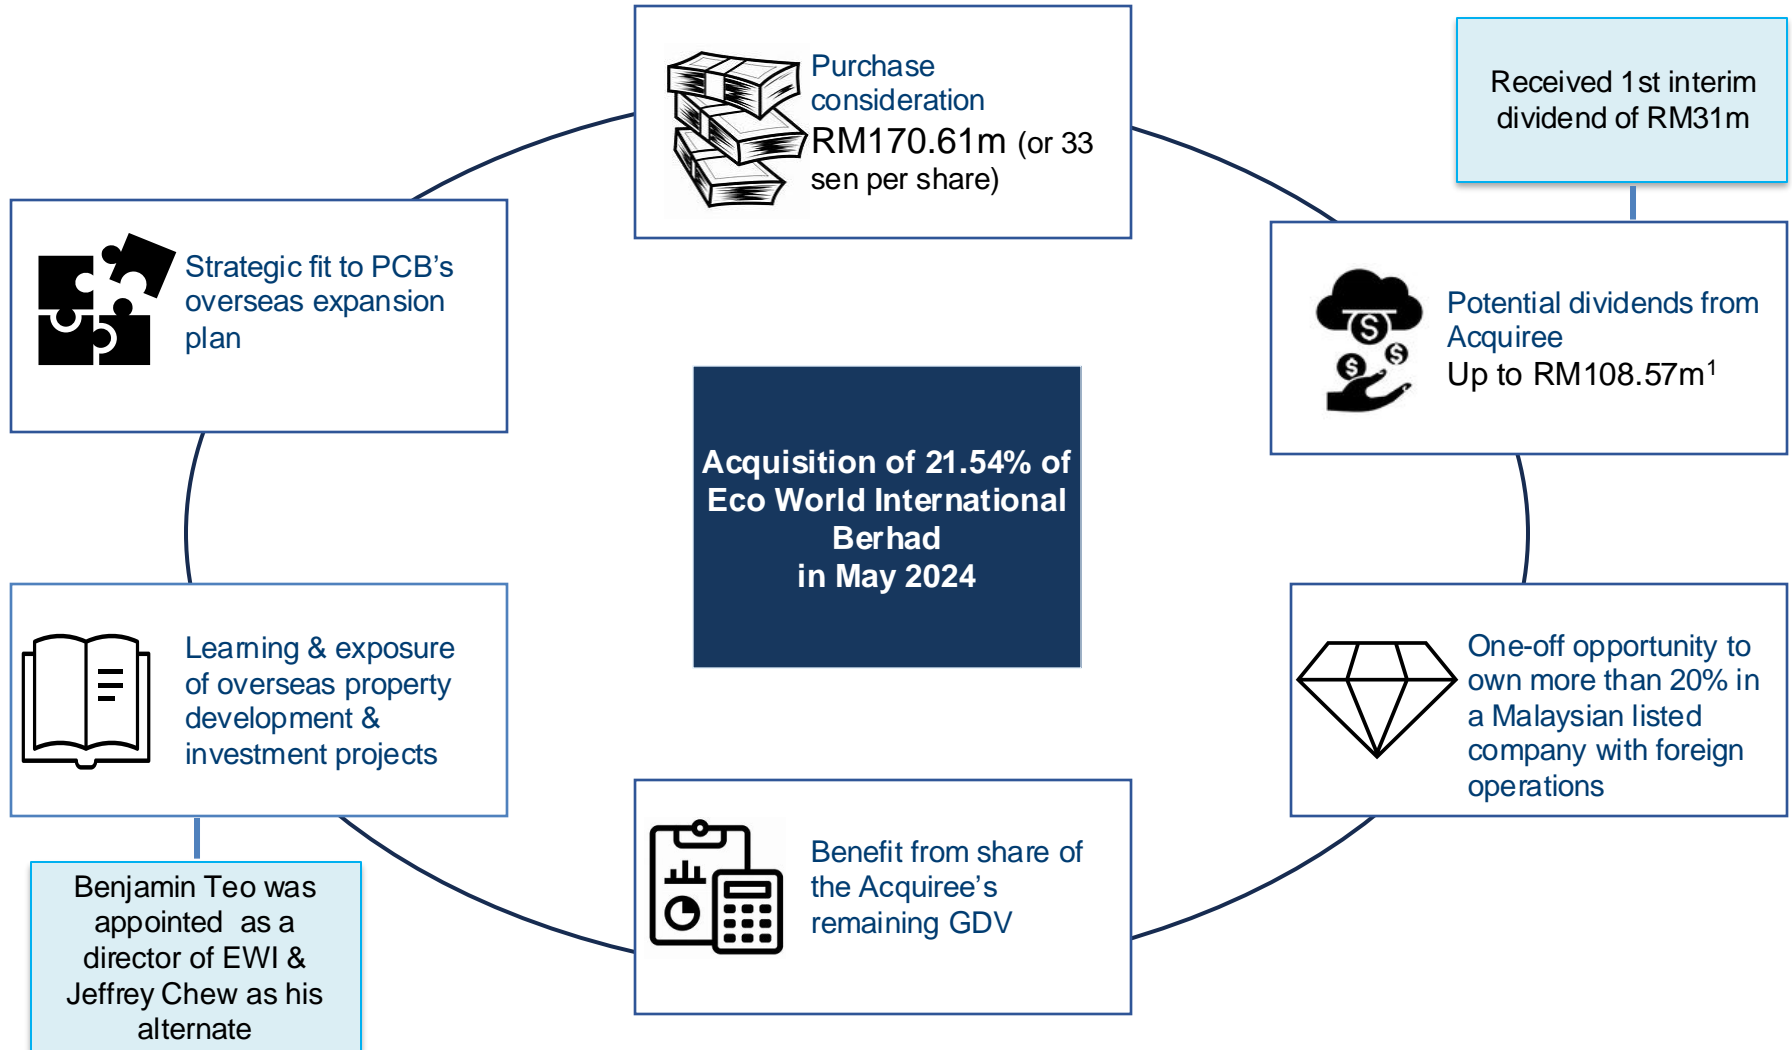 Purchase
consideration
RM170.61m (or 33
sen per share)
Received 1st interim
dividend of RM31m
Strategic fit to PCB’s
overseas expansion
plan
Potential dividends from
Acquiree
Up to RM108.57m¹
Acquisition of 21.54% of
Eco World International
Berhad
in May 2024
Learning & exposure
of overseas property
development &
investment projects
One-off opportunity to
own more than 20% in
a Malaysian listed
company with foreign
operations
Benefit from share of
the Acquiree’s
remaining GDV
Benjamin Teo was
appointed as a
director of EWI &
Jeffrey Chew as his
alternate